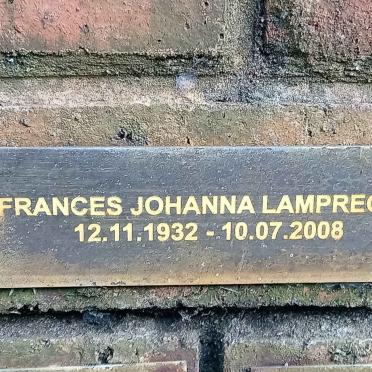 FRANCES JOHANNA LAMPREC
12.11.1932 - 10.07.2008